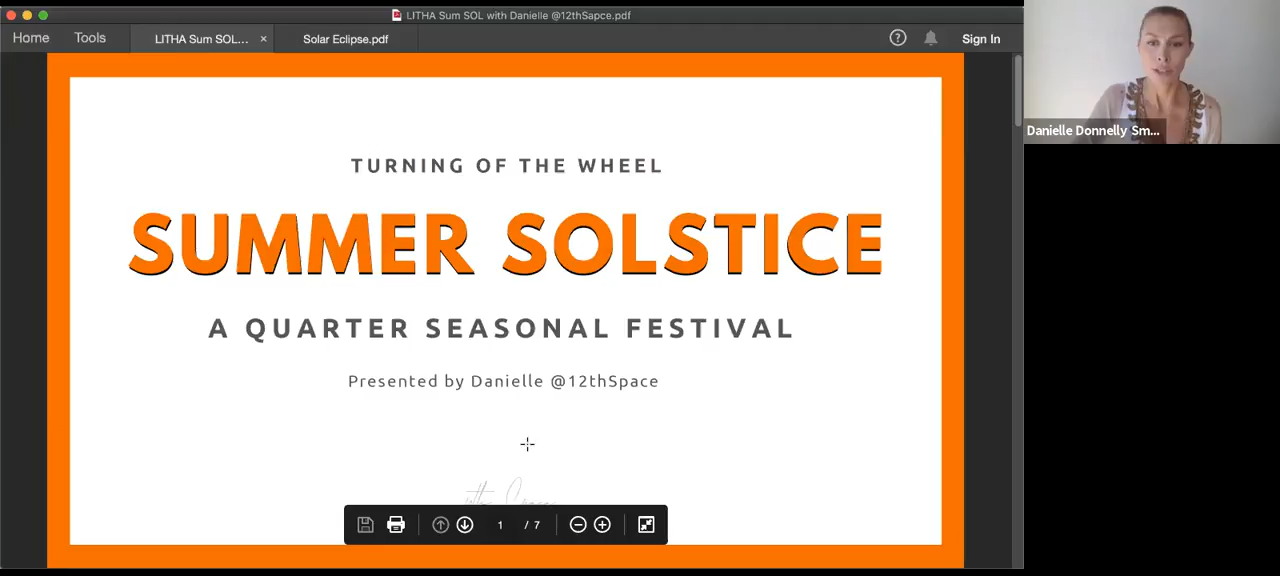 LITHA Sum SOL with Danielle @12thSapce.pdf
Home Tools LITHA Sum SOL... × Solar Eclipse.pdf ? Sign In
Danielle Donnelly Sm...
TURNING OF THE WHEEL
SUMMER SOLSTICE
A QUARTER SEASONAL FESTIVAL
Presented by Danielle @12thSpace
1 / 7